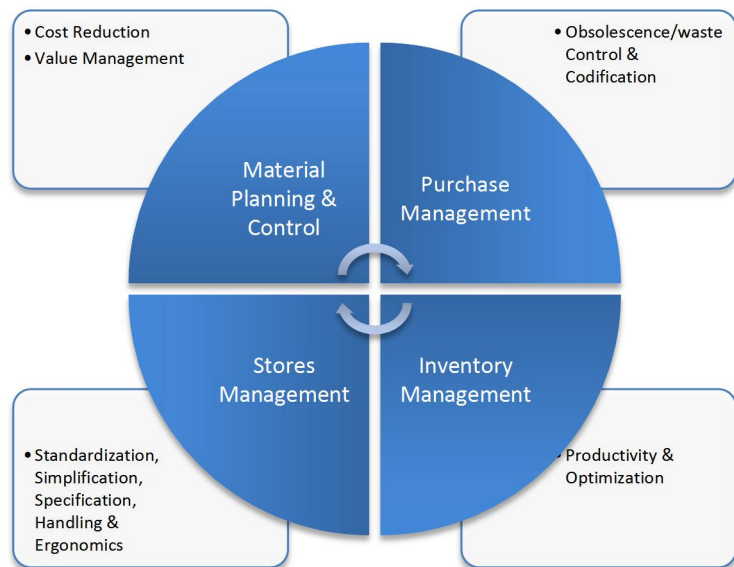 • Cost Reduction
• Value Management
• Obsolescence/waste
Control &
Codification
Material
Planning &
Control
Purchase
Management
Stores
Management
Inventory
Management
• Standardization,
Simplification,
Specification,
Handling &
Ergonomics
• Productivity &
Optimization